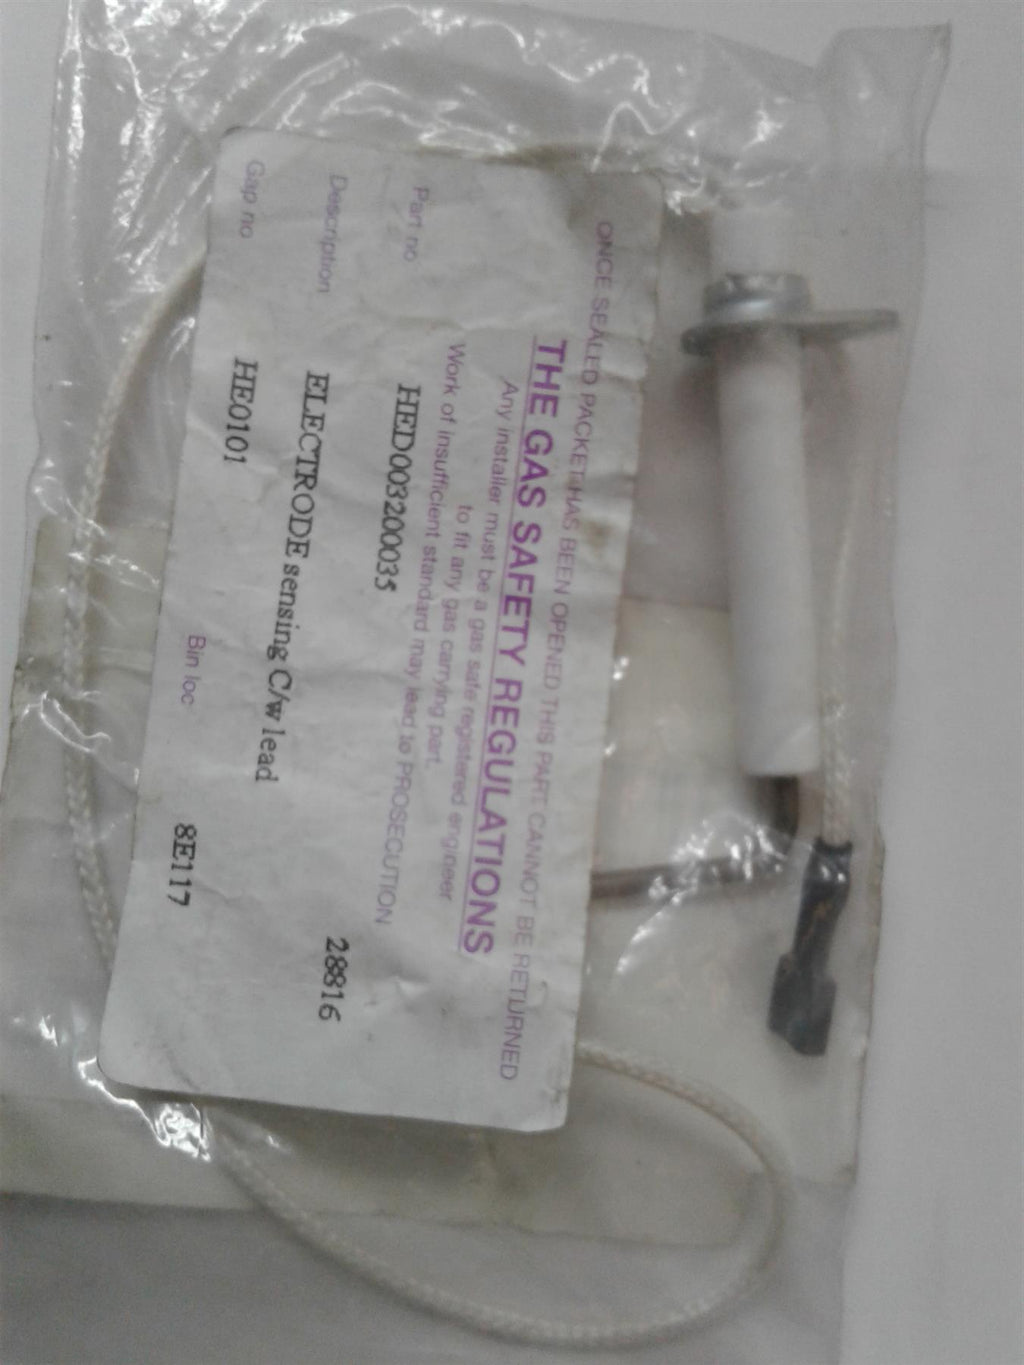 ONCE SEALED PACKET HAS BEEN OPENED THIS PART CANNOT BE RETURNED
THE GAS SAFETY REGULATIONS
Any installer must be a gas safe registered engineer
to fit any gas carrying part.
Work of insufficient standard may lead to PROSECUTION
Part no HED003200035 28816
Description ELECTRODE sensing C/w lead
Gap no HE0101 Bin loc 8E117